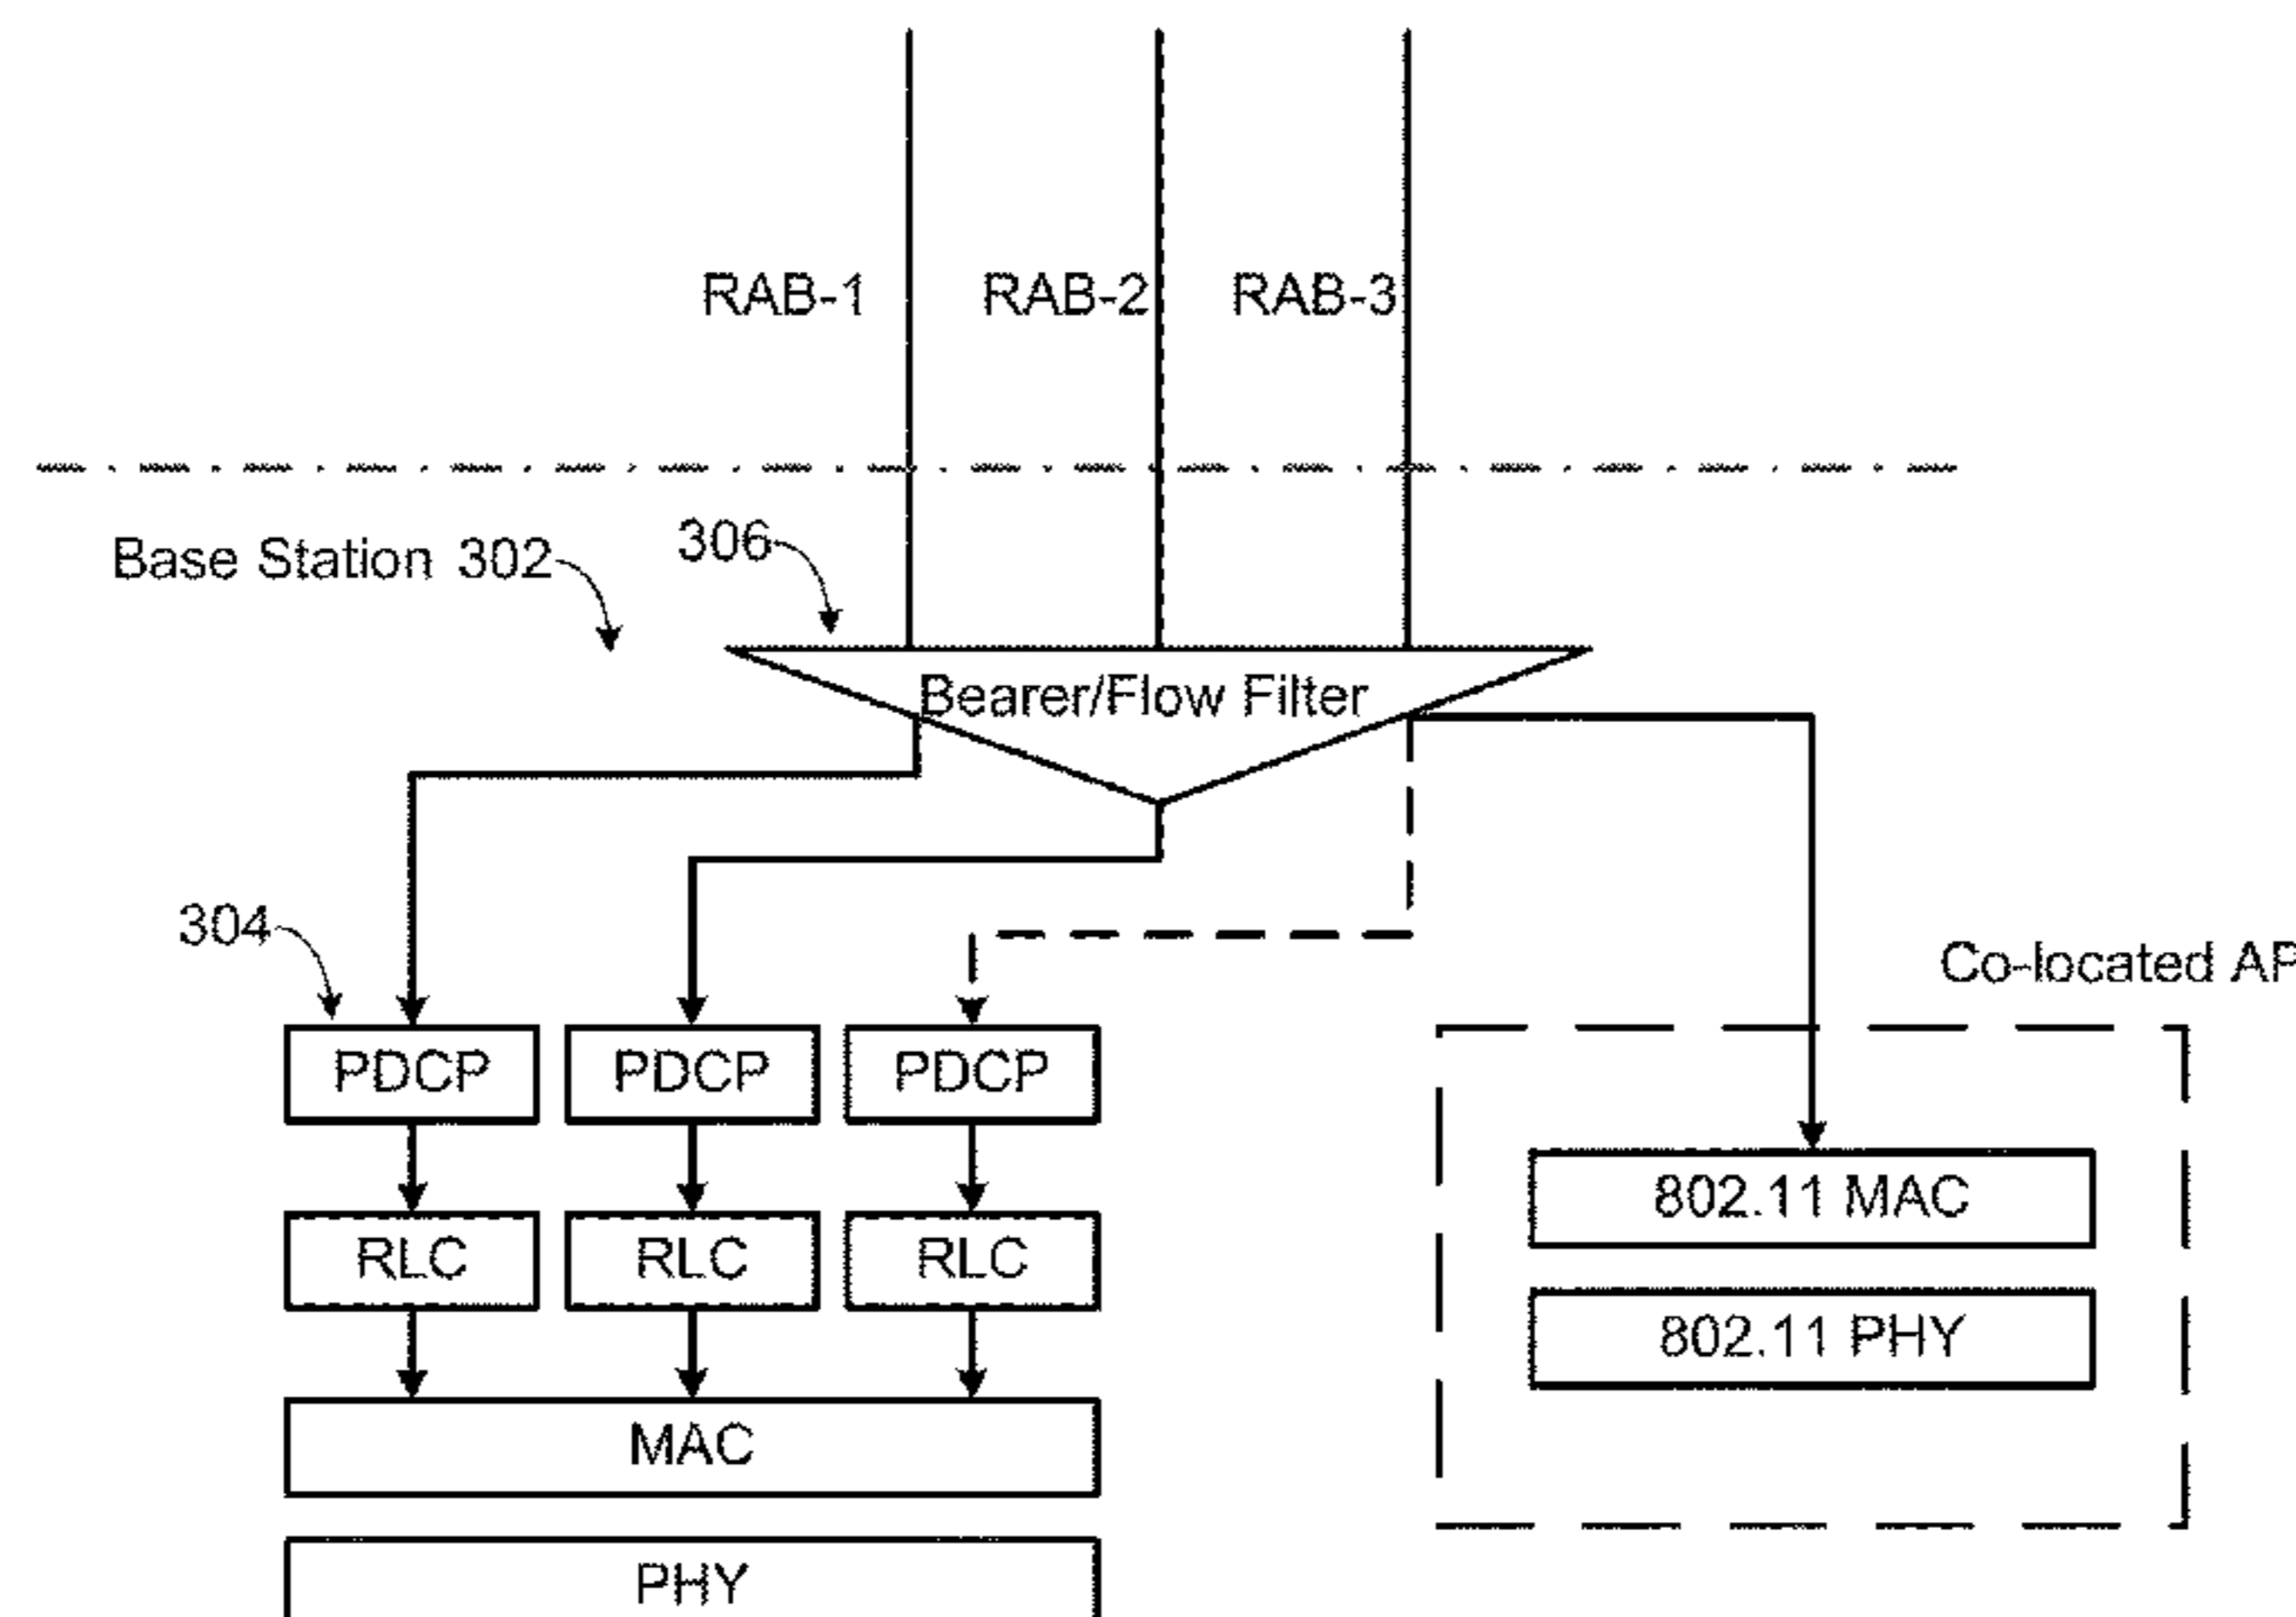 RAB-1 RAB-2 RAB-3
Base Station 302 306
Bearer/Flow Filter
304
Co-located AP
PDCP PDCP PDCP
802.11 MAC
RLC RLC RLC
802.11 PHY
MAC
PHY